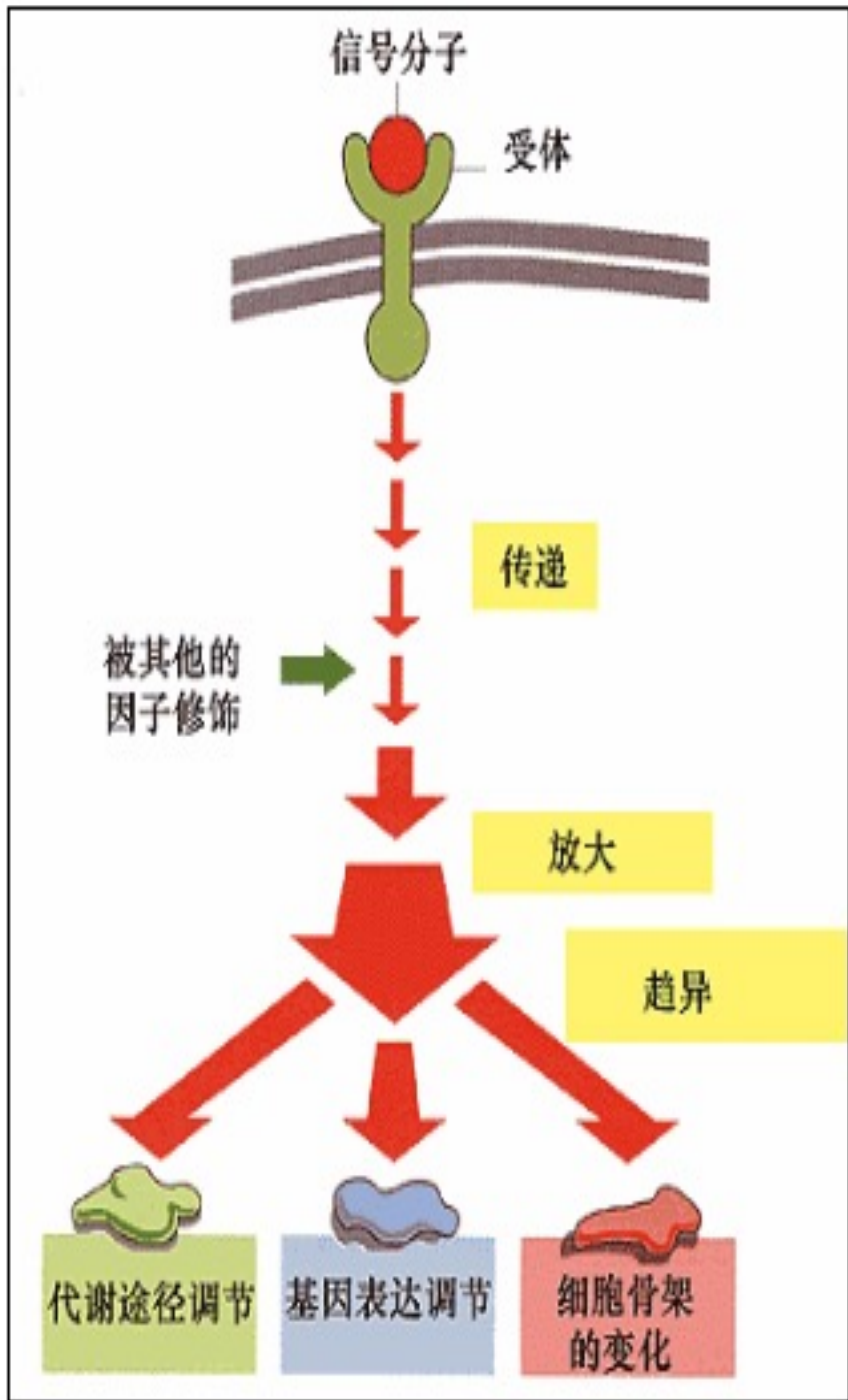 信号分子
受体
传递
被其他的
因子修饰
放大
趋异
代谢途径调节
基因表达调节
细胞骨架
的变化